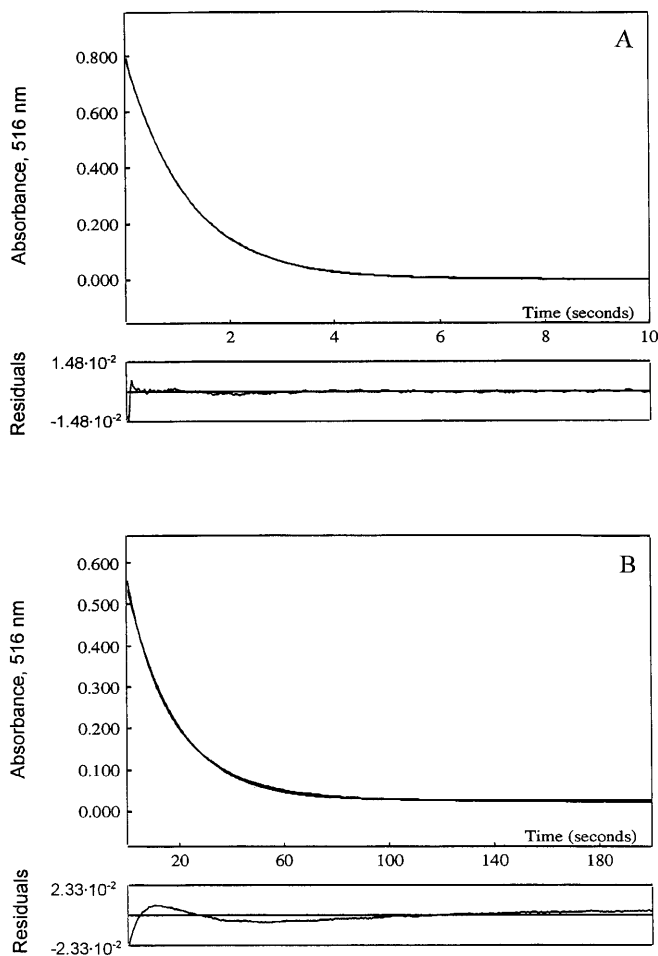 A
Absorbance, 516 nm
0.800
0.600
0.400
0.200
0.000
Time (seconds)
2 4 6 8 10
Residuals
1.48·10-2
-1.48·10-2
B
Absorbance, 516 nm
0.600
0.500
0.400
0.300
0.200
0.100
0.000
Time (seconds)
20 60 100 140 180
Residuals
2.33·10-2
-2.33·10-2